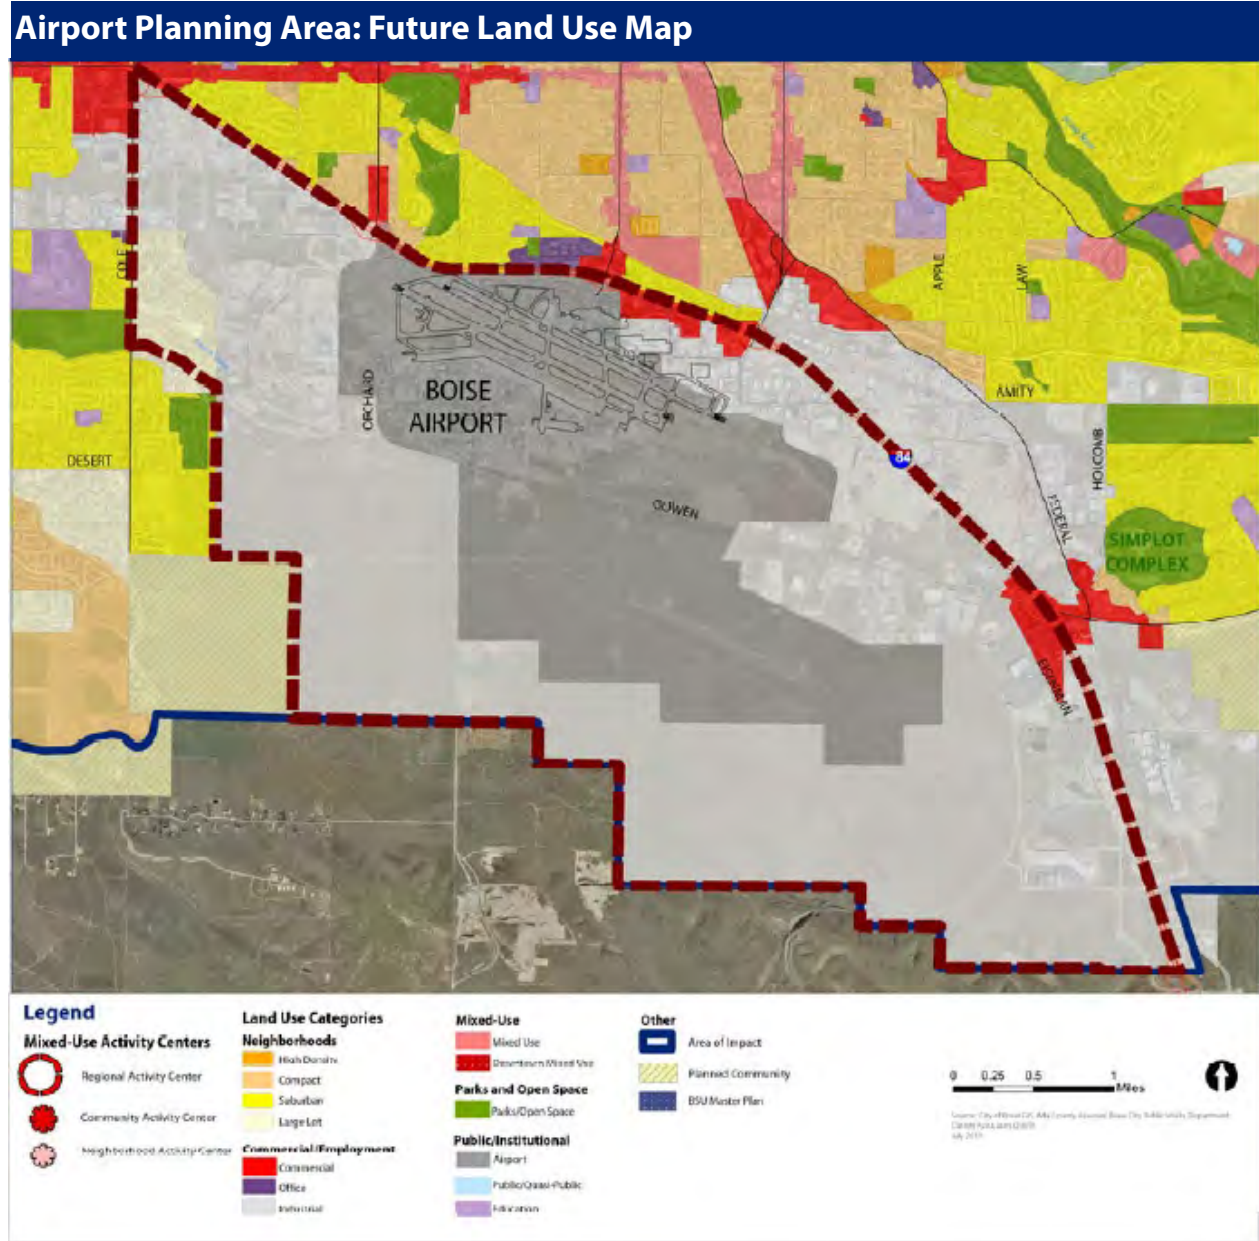 Airport Planning Area: Future Land Use Map
COLE
ORCHARD
BOISE
AIRPORT
DESERT
GOWEN
84
APPLE
LAW
AMITY
HOLCOMB
FEDERAL
SIMPLOT
COMPLEX
EISENMAN
Legend
Mixed-Use Activity Centers
Regional Activity Center
Community Activity Center
Neighborhood Activity Center
Land Use Categories
Neighborhoods
High Density
Compact
Suburban
Large Lot
Commercial/Employment
Commercial
Office
Industrial
Mixed-Use
Mixed Use
Downtown Mixed Use
Parks and Open Space
Parks/Open Space
Public/Institutional
Airport
Public/Quasi-Public
Education
Other
Area of Impact
Planned Community
BSU Master Plan
0 0.25 0.5 1
Miles